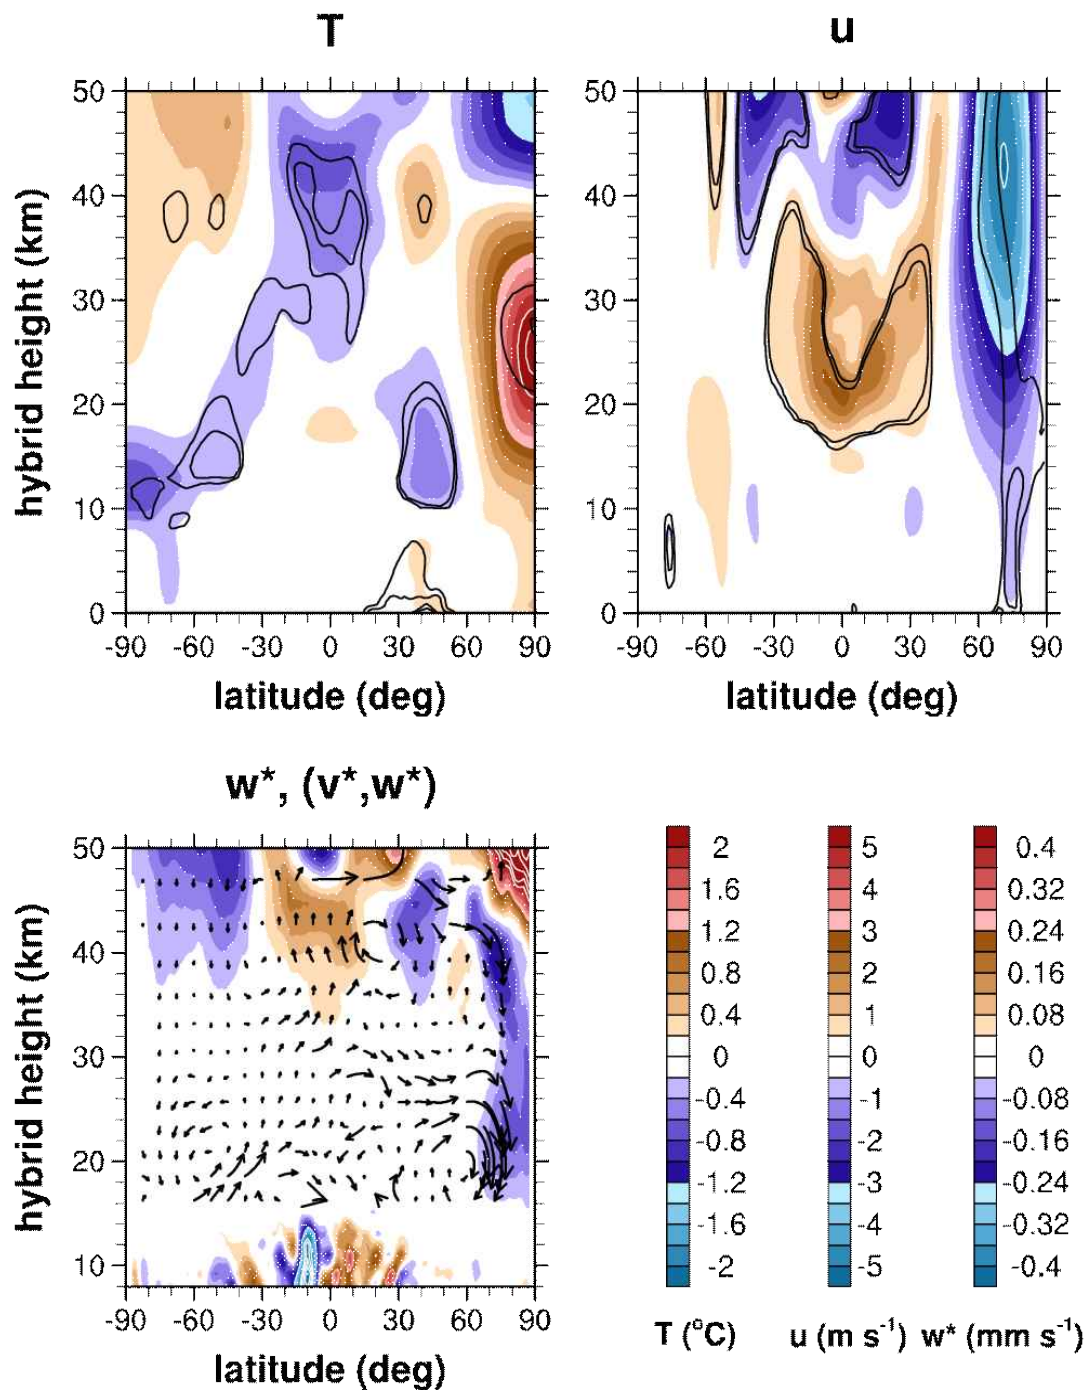 T
u
50
40
30
20
10
0
hybrid height (km)
-90 -60 -30 0 30 60 90
-90 -60 -30 0 30 60 90
latitude (deg)
latitude (deg)
50
40
30
20
10
0
w*, (v*,w*)
50
40
30
20
10
hybrid height (km)
-90 -60 -30 0 30 60 90
latitude (deg)
2 5 0.4
1.6 4 0.32
1.2 3 0.24
0.8 2 0.16
0.4 1 0.08
0 0 0
-0.4 -1 -0.08
-0.8 -2 -0.16
-1.2 -3 -0.24
-1.6 -4 -0.32
-2 -5 -0.4
T (°C) u (m s⁻¹) w* (mm s⁻¹)